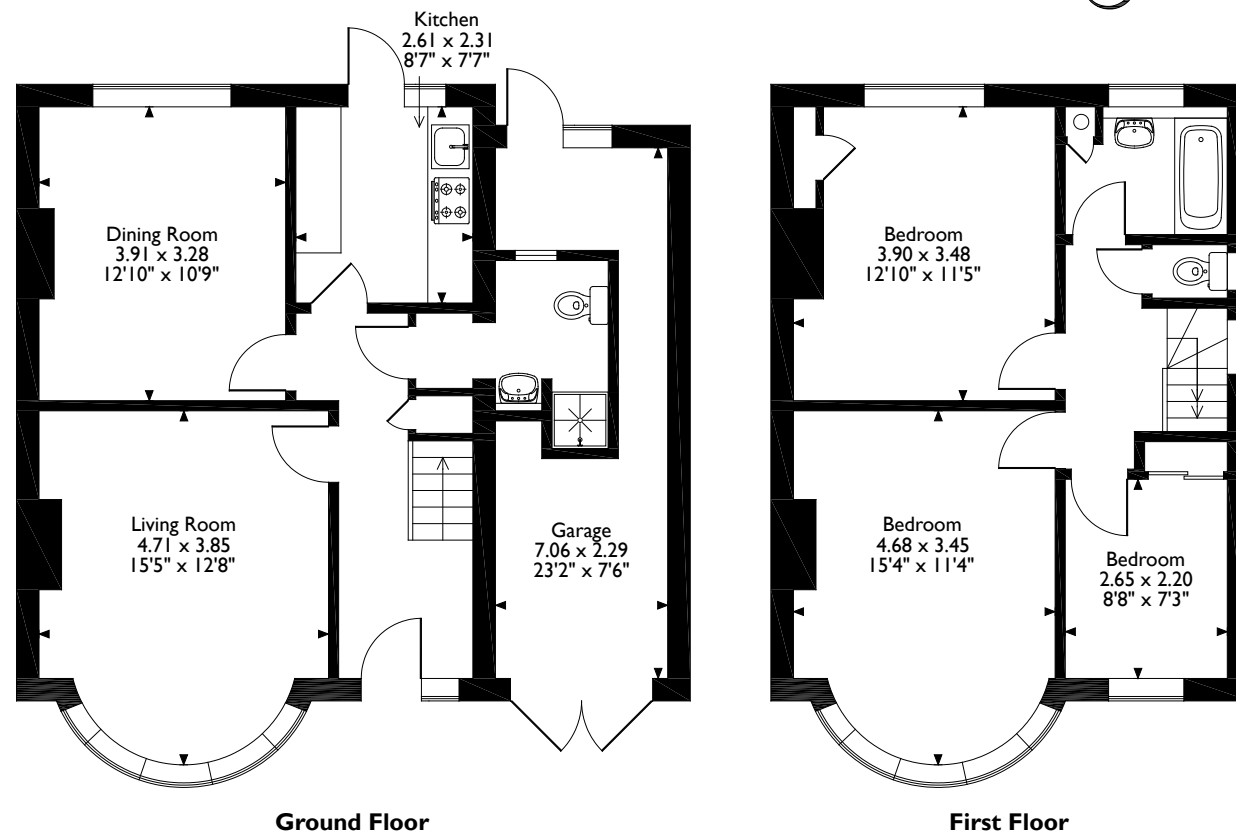 Kitchen
2.61 x 2.31
8'7" x 7'7"
Dining Room
3.91 x 3.28
12'10" x 10'9"
Living Room
4.71 x 3.85
15'5" x 12'8"
Garage
7.06 x 2.29
23'2" x 7'6"
Ground Floor
Bedroom
3.90 x 3.48
12'10" x 11'5"
Bedroom
4.68 x 3.45
15'4" x 11'4"
Bedroom
2.65 x 2.20
8'8" x 7'3"
First Floor